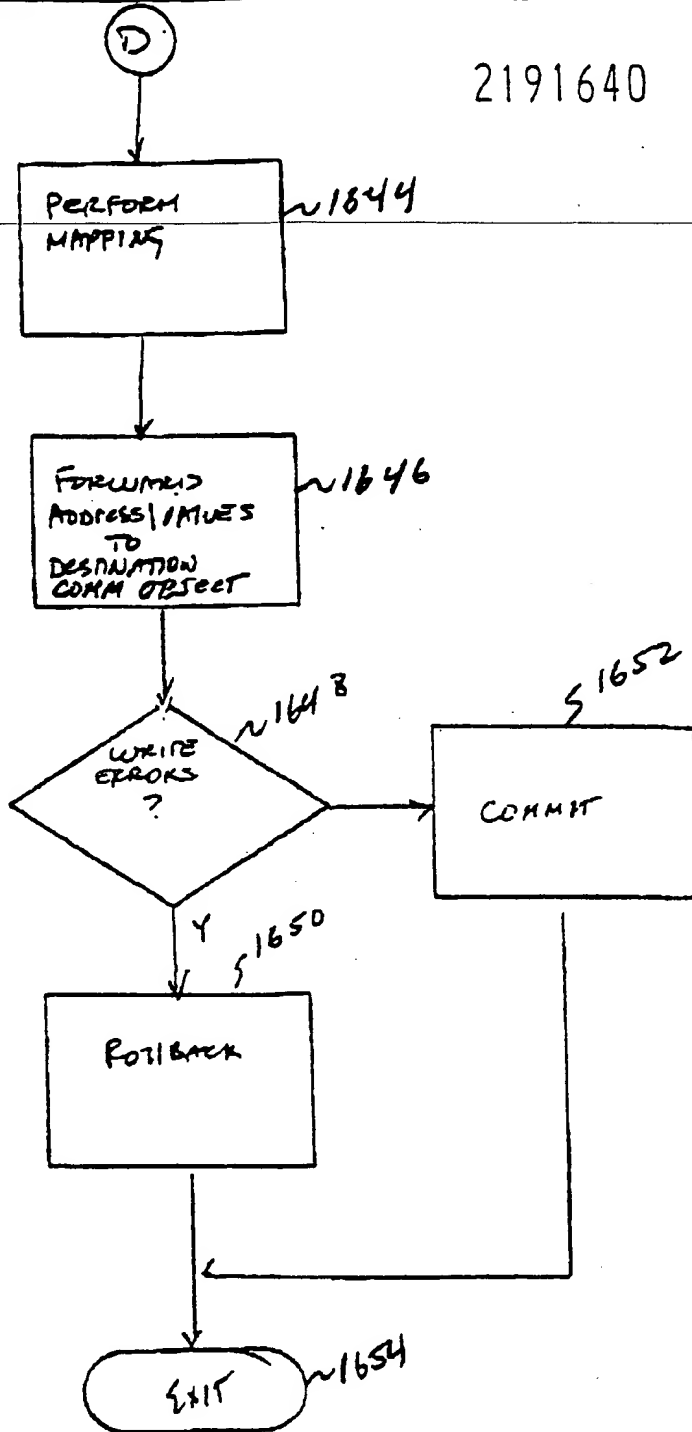 D
2191640
PERFORM
MAPPING
1644
FORWARD
ADDRESS/VALUES
TO
DESTINATION
COMM OBJECT
1646
WRITE
ERRORS
?
1648
1652
COMMIT
Y
1650
ROLLBACK
EXIT
1654